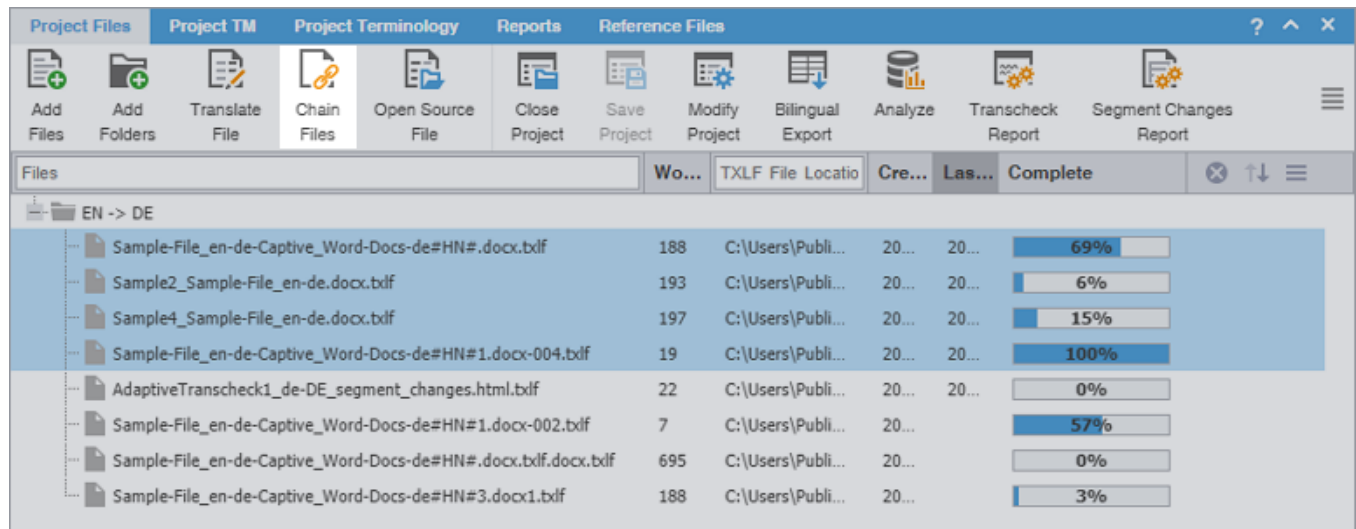 Project Files Project TM Project Terminology Reports Reference Files ?
Add Files Add Folders Translate File Chain Files Open Source File Close Project Save Project Modify Project Bilingual Export Analyze Transcheck Report Segment Changes Report
Files Wo... TXLF File Locatio Cre... Las... Complete
EN -> DE
Sample-File_en-de-Captive_Word-Docs-de#HN#.docx.txlf 188 C:\Users\Publi... 20... 20... 69%
Sample2_Sample-File_en-de.docx.txlf 193 C:\Users\Publi... 20... 20... 6%
Sample4_Sample-File_en-de.docx.txlf 197 C:\Users\Publi... 20... 20... 15%
Sample-File_en-de-Captive_Word-Docs-de#HN#1.docx-004.txlf 19 C:\Users\Publi... 20... 20... 100%
AdaptiveTranscheck1_de-DE_segment_changes.html.txlf 22 C:\Users\Publi... 20... 20... 0%
Sample-File_en-de-Captive_Word-Docs-de#HN#1.docx-002.txlf 7 C:\Users\Publi... 20... 57%
Sample-File_en-de-Captive_Word-Docs-de#HN#.docx.txlf.docx.txlf 695 C:\Users\Publi... 20... 0%
Sample-File_en-de-Captive_Word-Docs-de#HN#3.docx1.txlf 188 C:\Users\Publi... 20... 3%